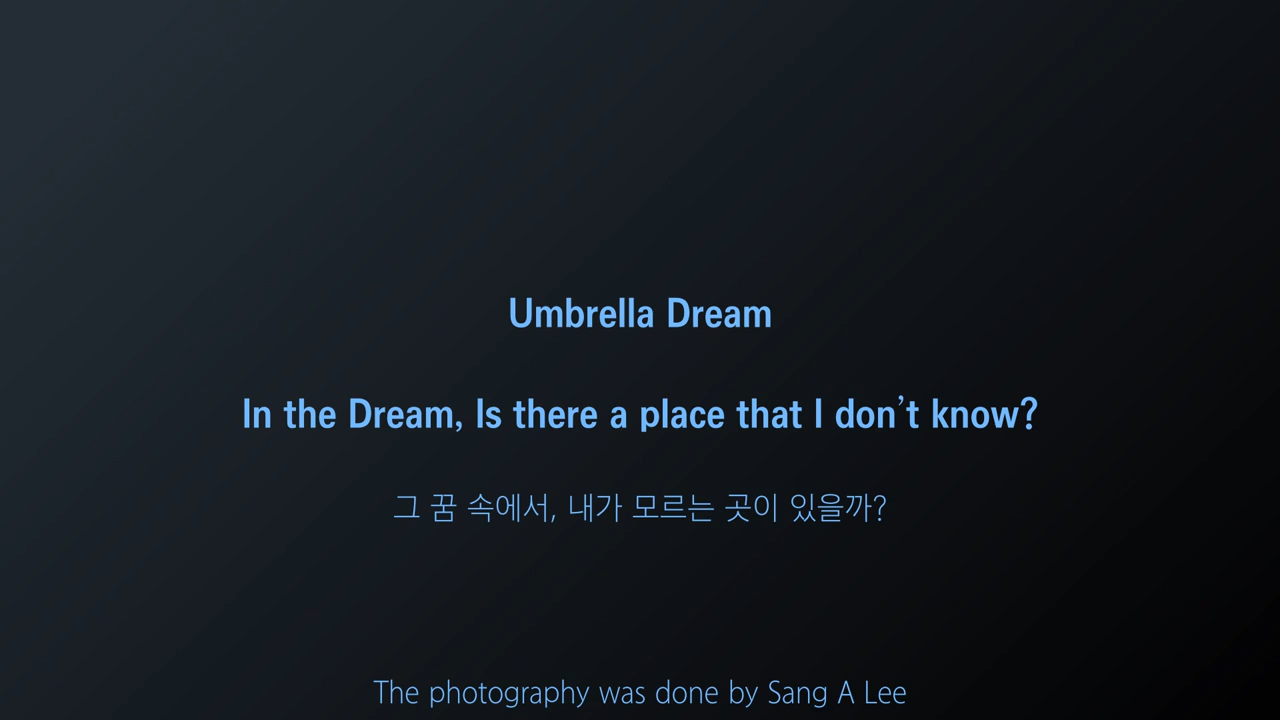 Umbrella Dream
In the Dream, Is there a place that I don’t know?
그 꿈 속에서, 내가 모르는 곳이 있을까?
The photography was done by Sang A Lee